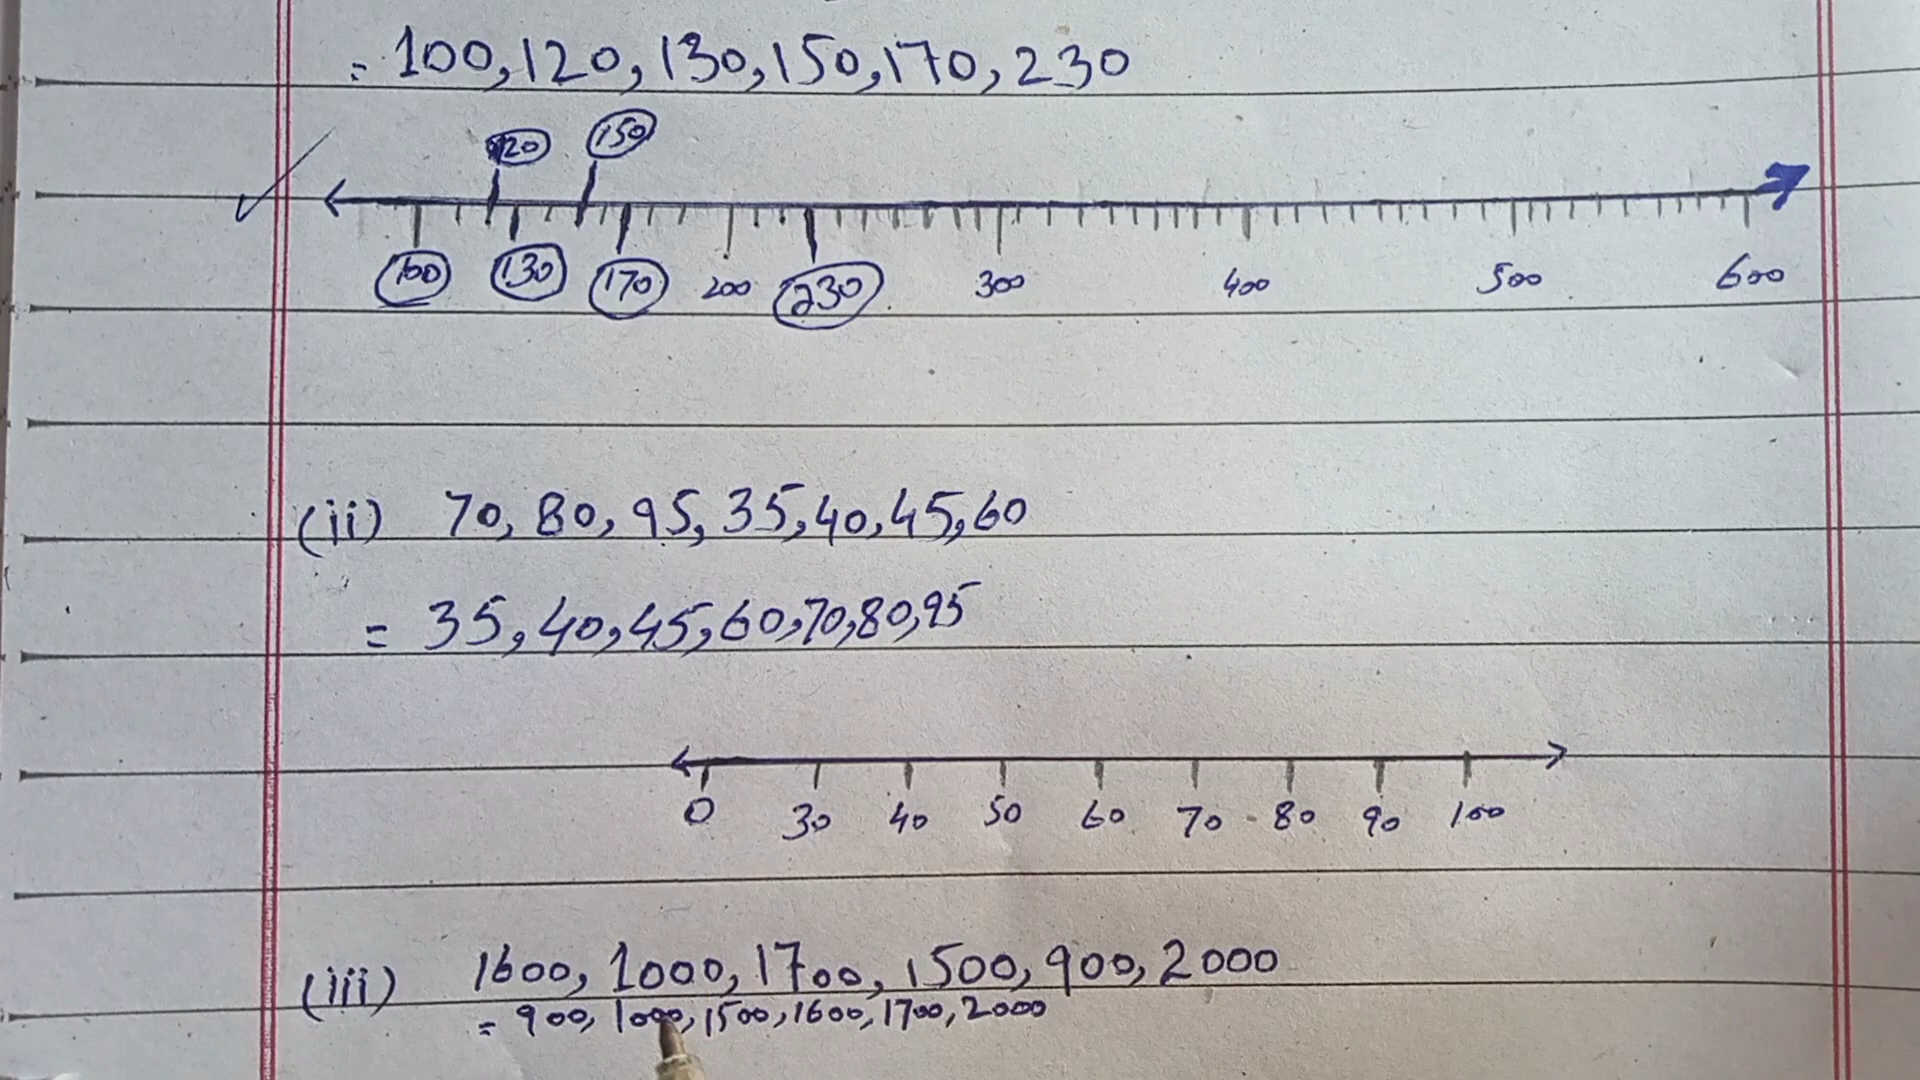 = 100, 120, 130, 150, 170, 230
120 150
100 130 170 200 230 300 400 500 600
(ii) 70, 80, 95, 35, 40, 45, 60
= 35, 40, 45, 60, 70, 80, 95
0 30 40 50 60 70 80 90 100
(iii) 1600, 1000, 1700, 1500, 900, 2000
= 900, 1000, 1500, 1600, 1700, 2000